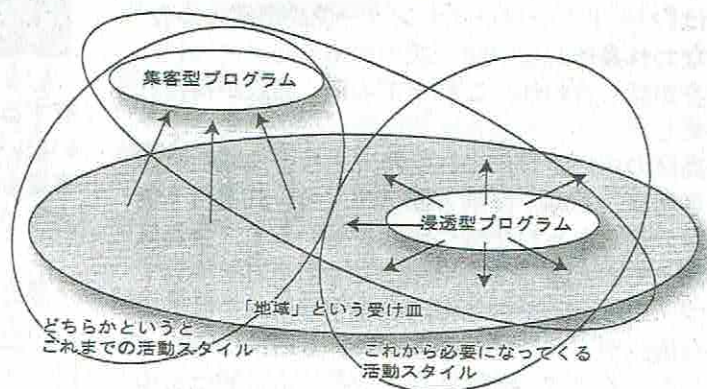 集客型プログラム
浸透型プログラム
「地域」という受け皿
どちらかというと
これまでの活動スタイル
これから必要になってくる
活動スタイル